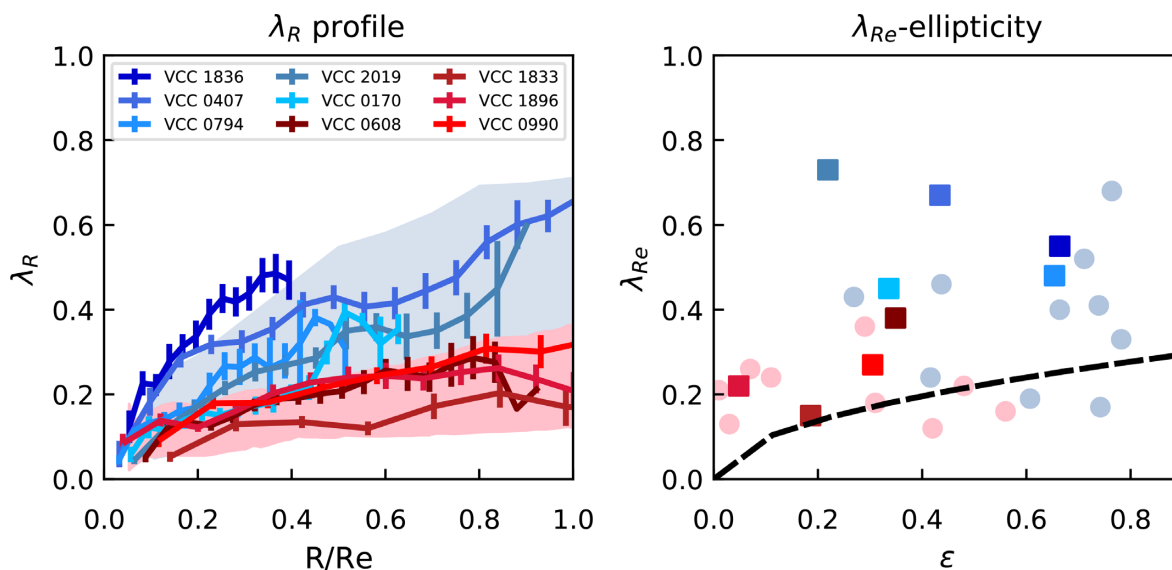 λR profile
VCC 1836
VCC 0407
VCC 0794
VCC 2019
VCC 0170
VCC 0608
VCC 1833
VCC 1896
VCC 0990
1.0
0.8
0.6
0.4
0.2
0.0
λR
0.0 0.2 0.4 0.6 0.8 1.0
R/Re
λRe-ellipticity
1.0
0.8
0.6
0.4
0.2
0.0
λRe
0.0 0.2 0.4 0.6 0.8
ε